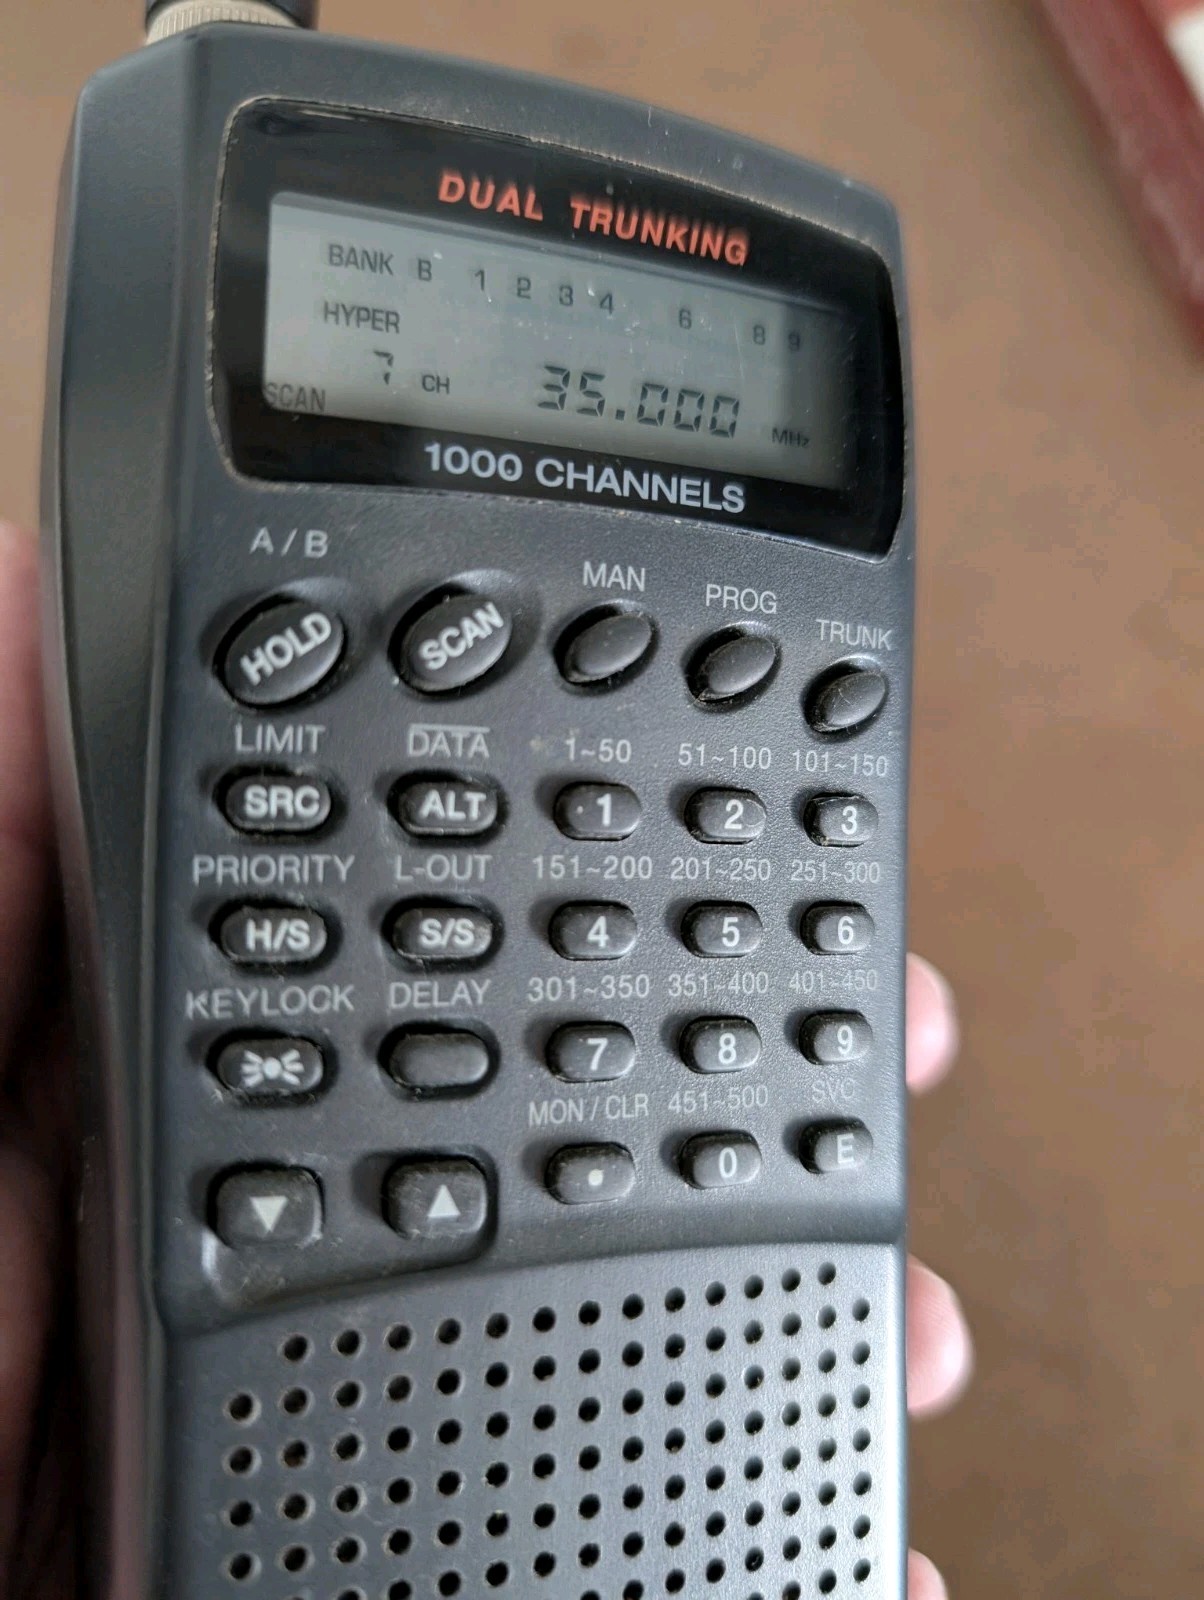 DUAL TRUNKING
BANK B 1 2 3 4 6 8 9
HYPER
7 CH 35.000 MHz
SCAN
1000 CHANNELS
A / B MAN PROG TRUNK
HOLD SCAN
LIMIT DATA 1~50 51~100 101~150
SRC ALT 1 2 3
PRIORITY L-OUT 151~200 201~250 251~300
H/S S/S 4 5 6
KEYLOCK DELAY 301~350 351~400 401~450
7 8 9
MON / CLR 451~500 SVC
▼ ▲ • 0 E